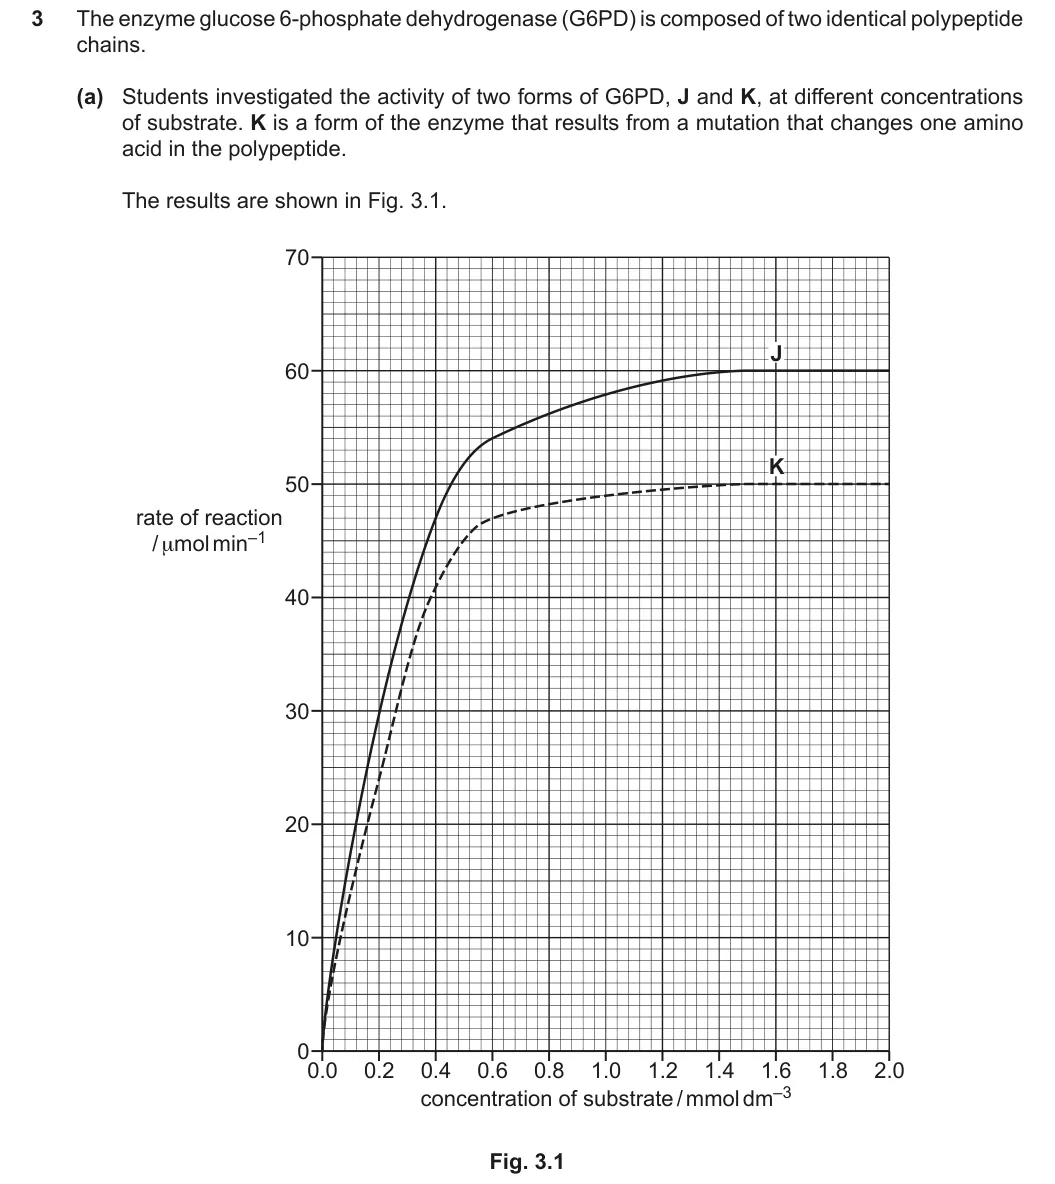 3 The enzyme glucose 6-phosphate dehydrogenase (G6PD) is composed of two identical polypeptide
chains.
(a) Students investigated the activity of two forms of G6PD, J and K, at different concentrations
of substrate. K is a form of the enzyme that results from a mutation that changes one amino
acid in the polypeptide.
The results are shown in Fig. 3.1.
70
60
50
40
30
20
10
0
rate of reaction
/ μmol min⁻¹
J
K
0.0 0.2 0.4 0.6 0.8 1.0 1.2 1.4 1.6 1.8 2.0
concentration of substrate / mmol dm⁻³
Fig. 3.1